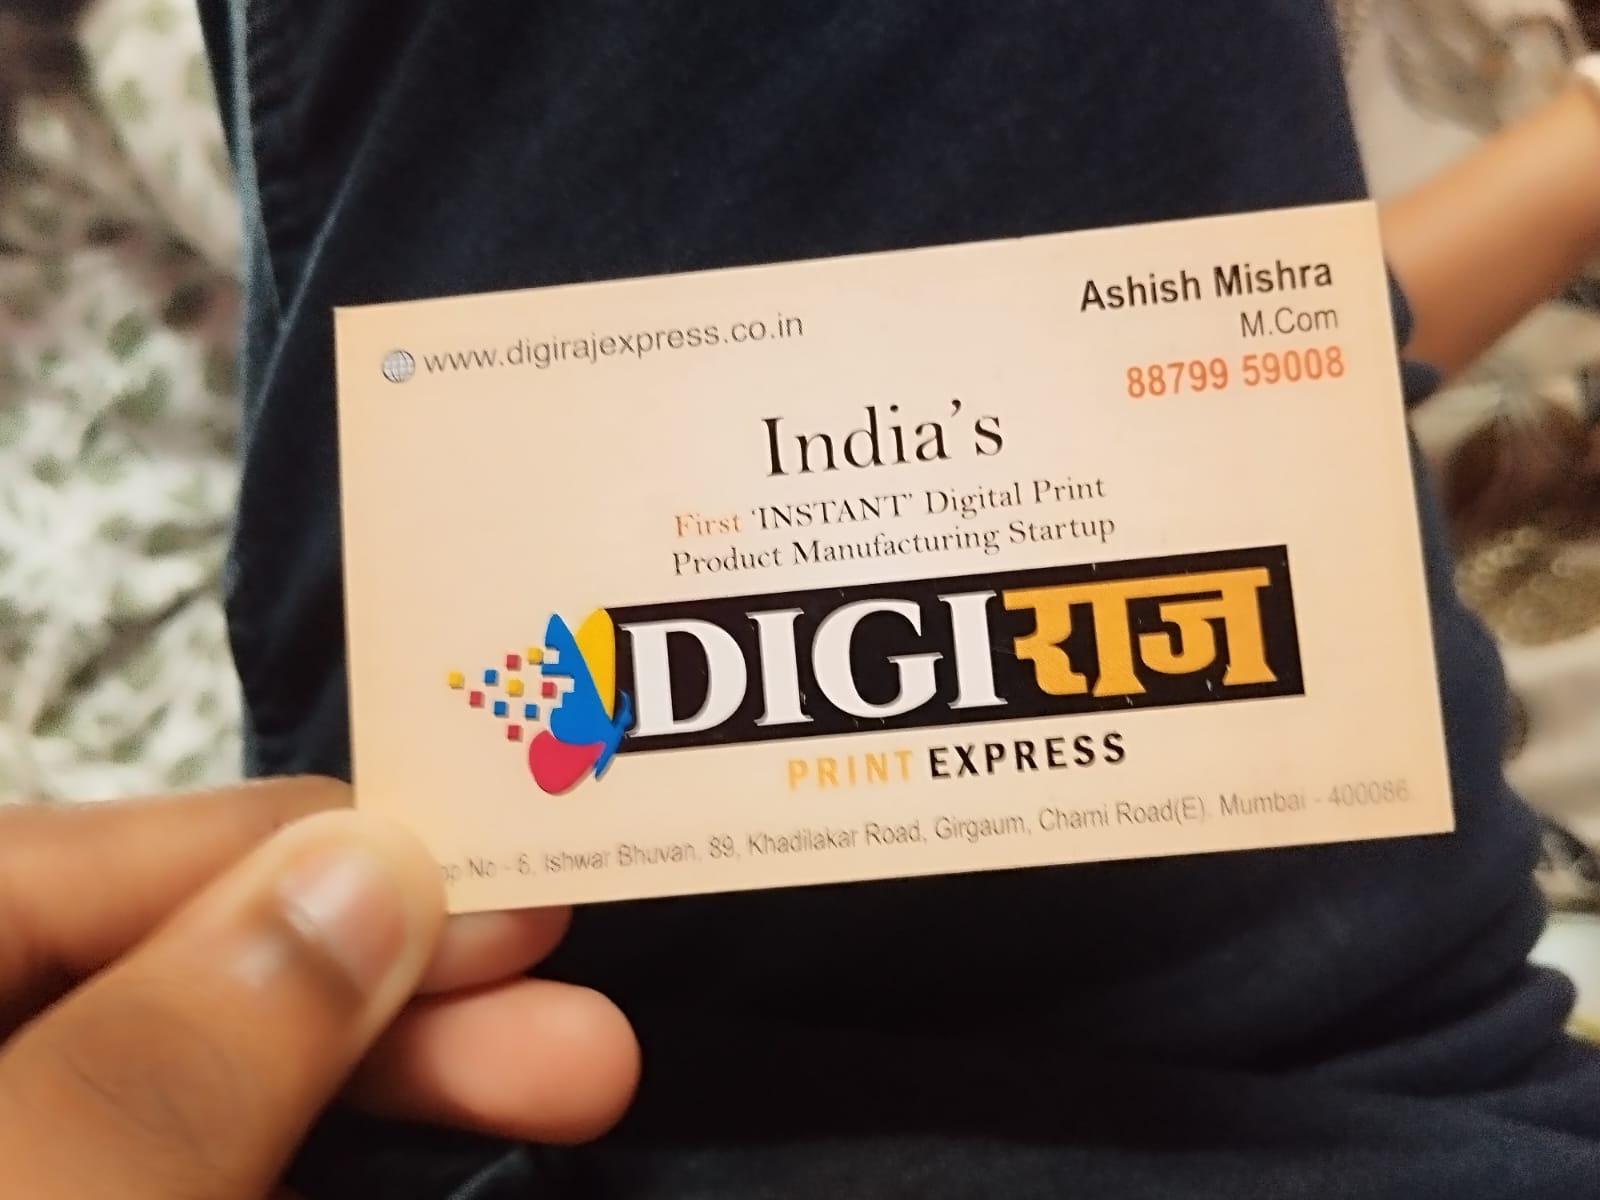 www.digirajexpress.co.in
Ashish Mishra
M.Com
88799 59008
India's
First 'INSTANT' Digital Print
Product Manufacturing Startup
DIGIराज
PRINT EXPRESS
No - 6, Ishwar Bhuvan, 89, Khadilakar Road, Girgaum, Charni Road(E), Mumbai - 400086